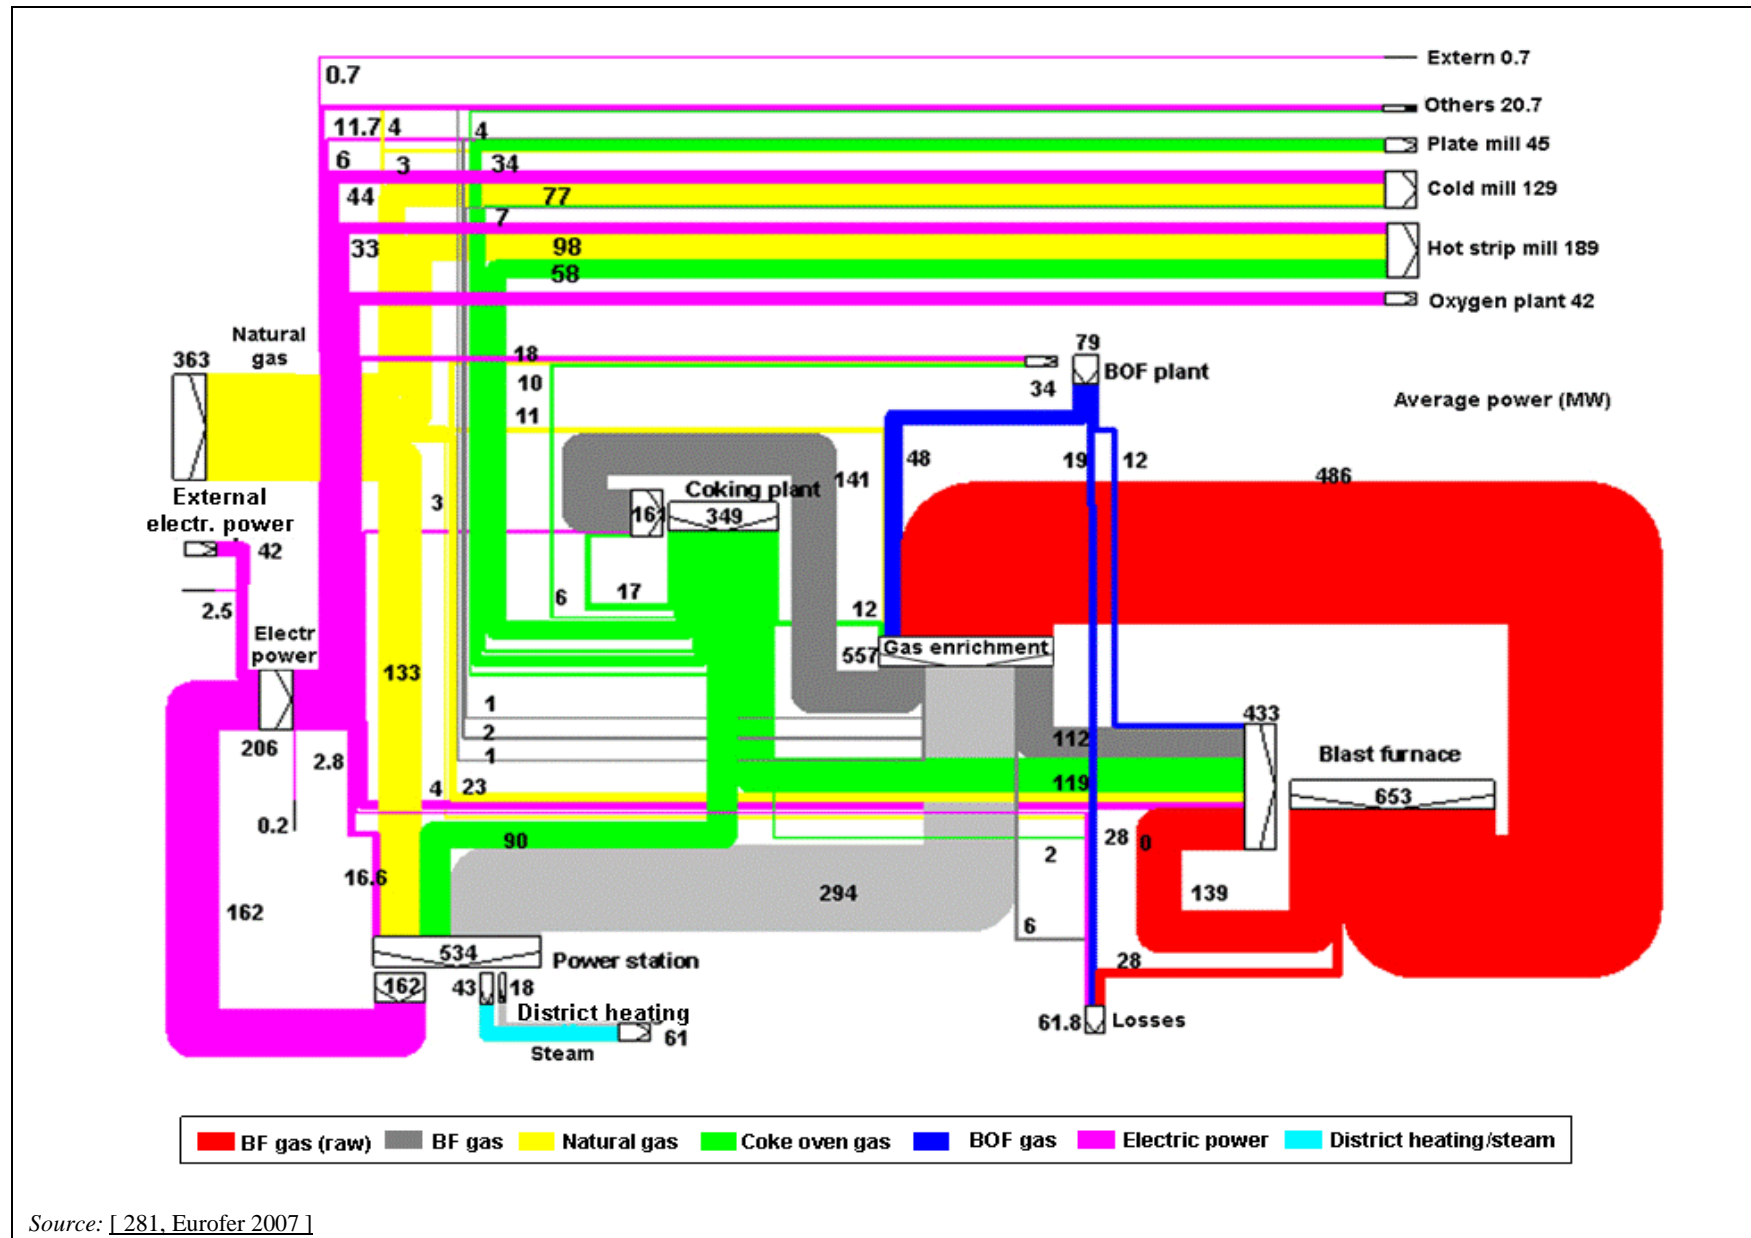 Extern 0.7
0.7
Others 20.7
11.7 4 4
Plate mill 45
6 3 34
Cold mill 129
44 77
7
33 98
Hot strip mill 189
58
Oxygen plant 42
Natural
gas
363
18
79
BOF plant
10
34
Average power (MW)
11
48
19 12
141
486
External
electr. power
3
Coking plant
161 349
42
2.5
6 17
12
Electr
power
557
Gas enrichment
133
1
433
206
2
112
2.8
1
Blast furnace
4 23
119
653
0.2
90
28 0
2
16.6
294
139
162
6
534
Power station
28
162 43 18
District heating
61.8 Losses
61
Steam
BF gas (raw) BF gas Natural gas Coke oven gas BOF gas Electric power District heating/steam
Source: [ 281, Eurofer 2007 ]